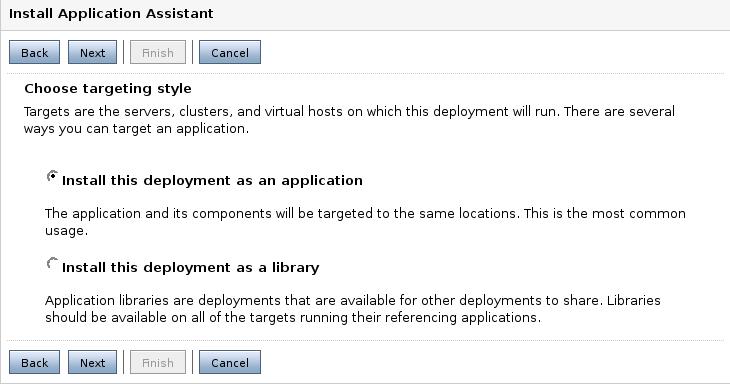 Install Application Assistant
Back Next Finish Cancel
Choose targeting style
Targets are the servers, clusters, and virtual hosts on which this deployment will run. There are several
ways you can target an application.
Install this deployment as an application
The application and its components will be targeted to the same locations. This is the most common
usage.
Install this deployment as a library
Application libraries are deployments that are available for other deployments to share. Libraries
should be available on all of the targets running their referencing applications.
Back Next Finish Cancel